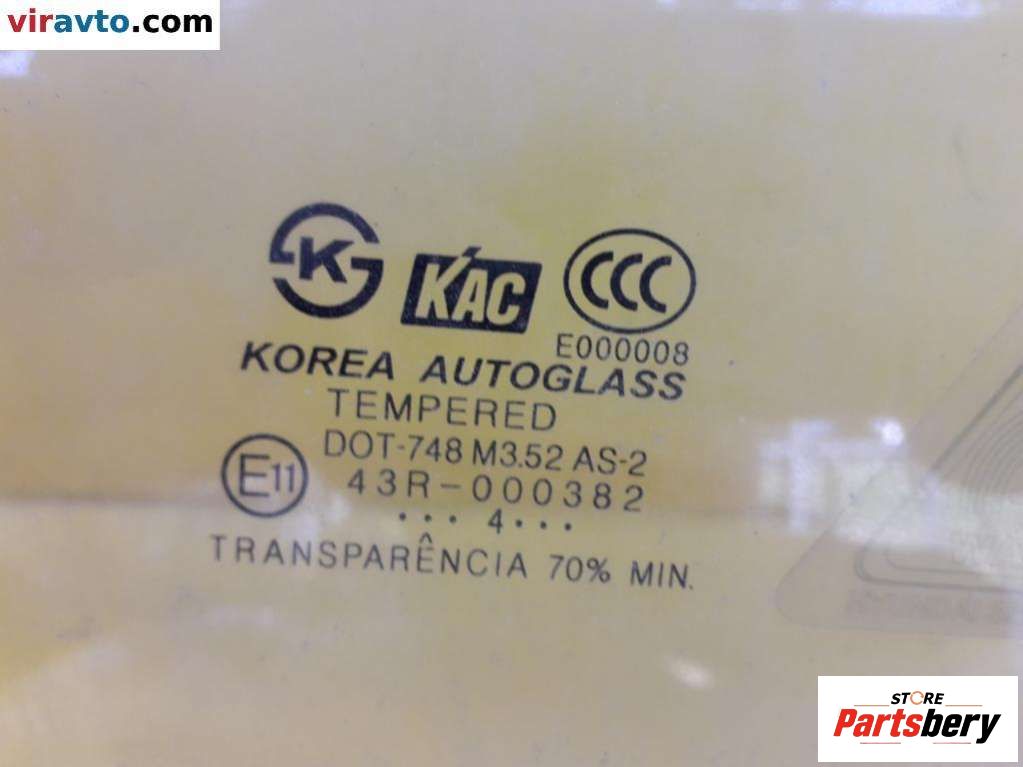 viravto.com
K
KAC
CCC
E000008
KOREA AUTOGLASS
TEMPERED
DOT-748 M3.52 AS-2
E11
43R-000382
··· 4 ···
TRANSPARÊNCIA 70% MIN.
STORE
Partsbery